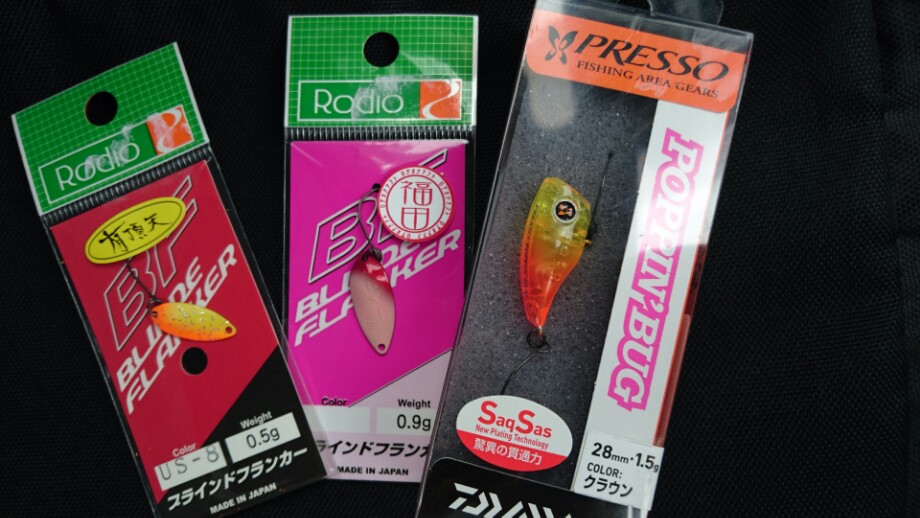 Rodio
有頂天
BF
BLINDE
FLANKER
Color
Weight
US-8
0.5g
ブラインドフランカー
MADE IN JAPAN
Rodio
福田
BF
BLINDE
FLANKER
Color
Weight
0.9g
ラインドフランカ
MADE IN JAPAN
PRESSO
FISHING AREA GEARS
POPPIN' BUG
SaqSas
New Plating Technology
驚異の貫通力
28mm・1.5g
COLOR:
クラウン
DAIWA